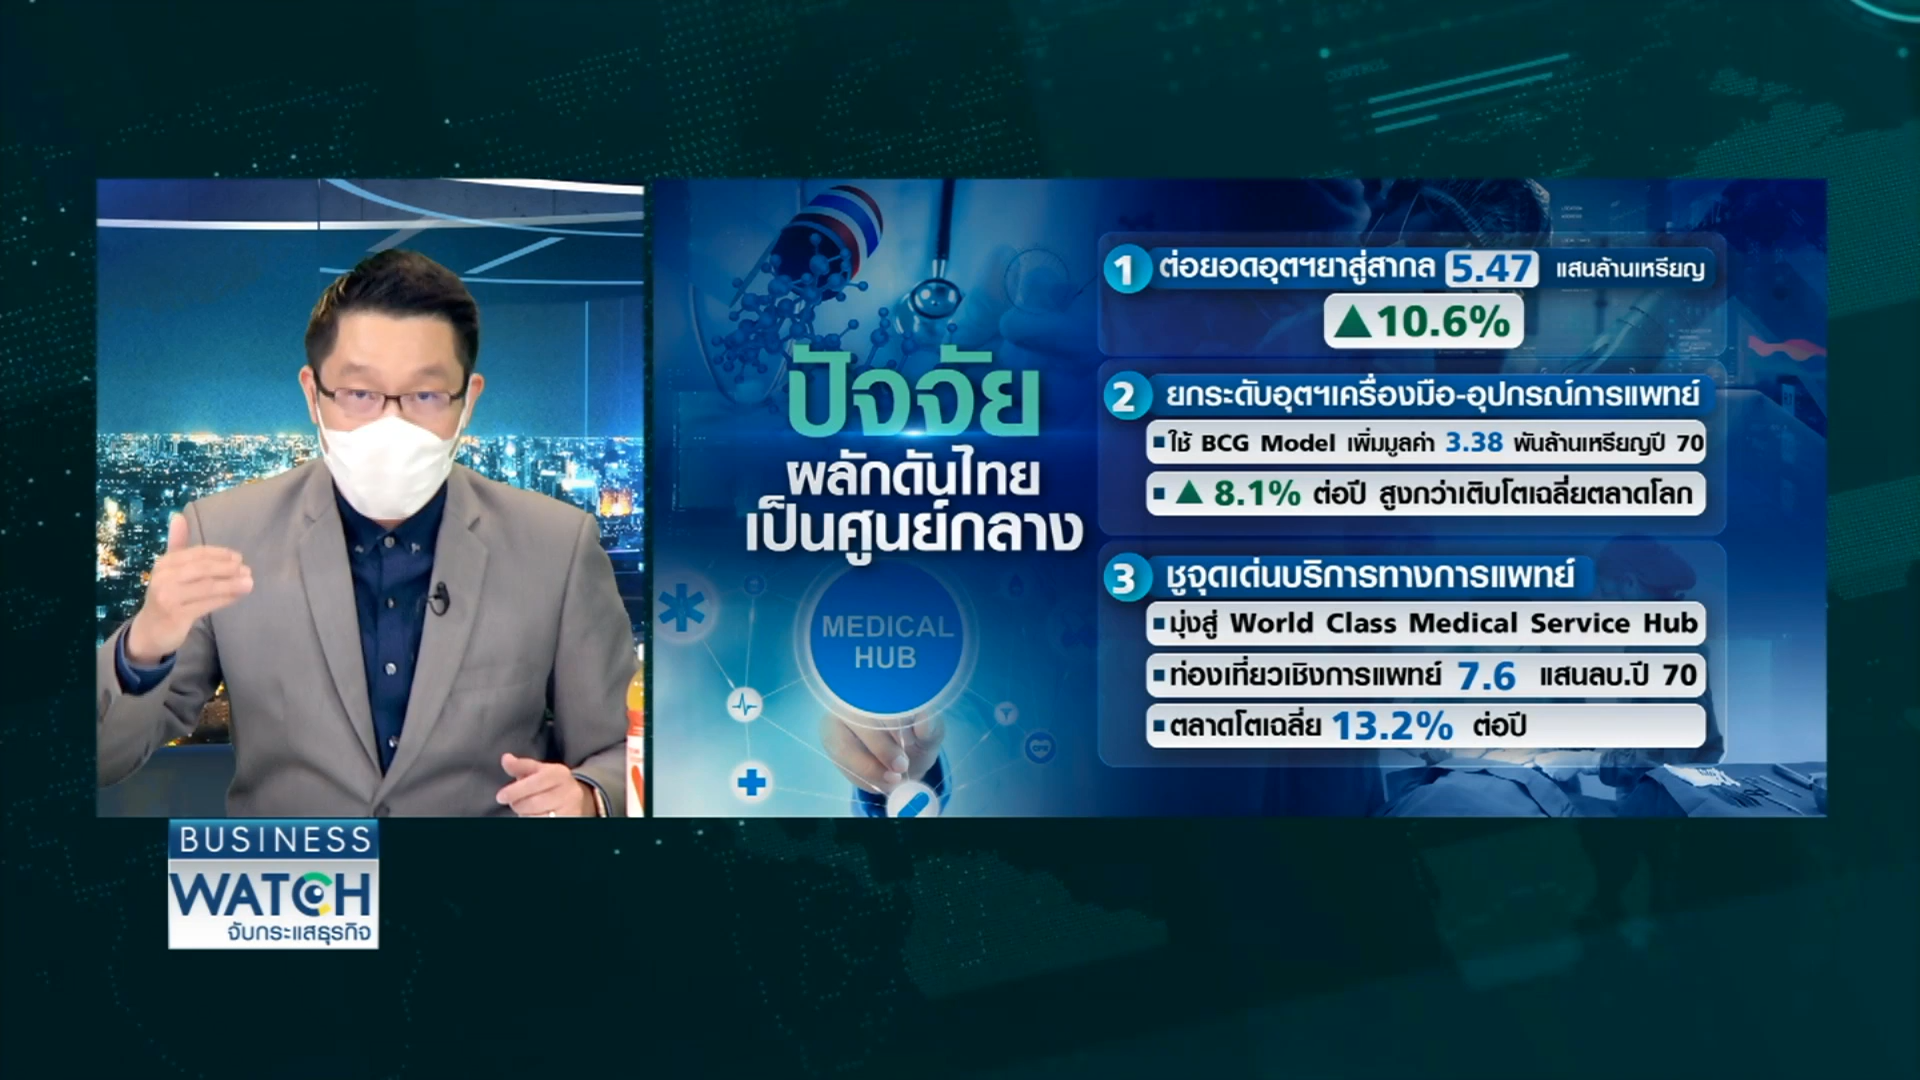 ปัจจัย
ผลักดันไทย
เป็นศูนย์กลาง
MEDICAL
HUB
1 ต่อยอดอุตฯยาสู่สากล 5.47 แสนล้านเหรียญ
▲10.6%
2 ยกระดับอุตฯเครื่องมือ-อุปกรณ์การแพทย์
▪ใช้ BCG Model เพิ่มมูลค่า 3.38 พันล้านเหรียญปี 70
▪▲ 8.1% ต่อปี สูงกว่าเติบโตเฉลี่ยตลาดโลก
3 ชูจุดเด่นบริการทางการแพทย์
▪มุ่งสู่ World Class Medical Service Hub
▪ท่องเที่ยวเชิงการแพทย์ 7.6 แสนลบ.ปี 70
▪ตลาดโตเฉลี่ย 13.2% ต่อปี
BUSINESS
WATCH
จับกระแสธุรกิจ